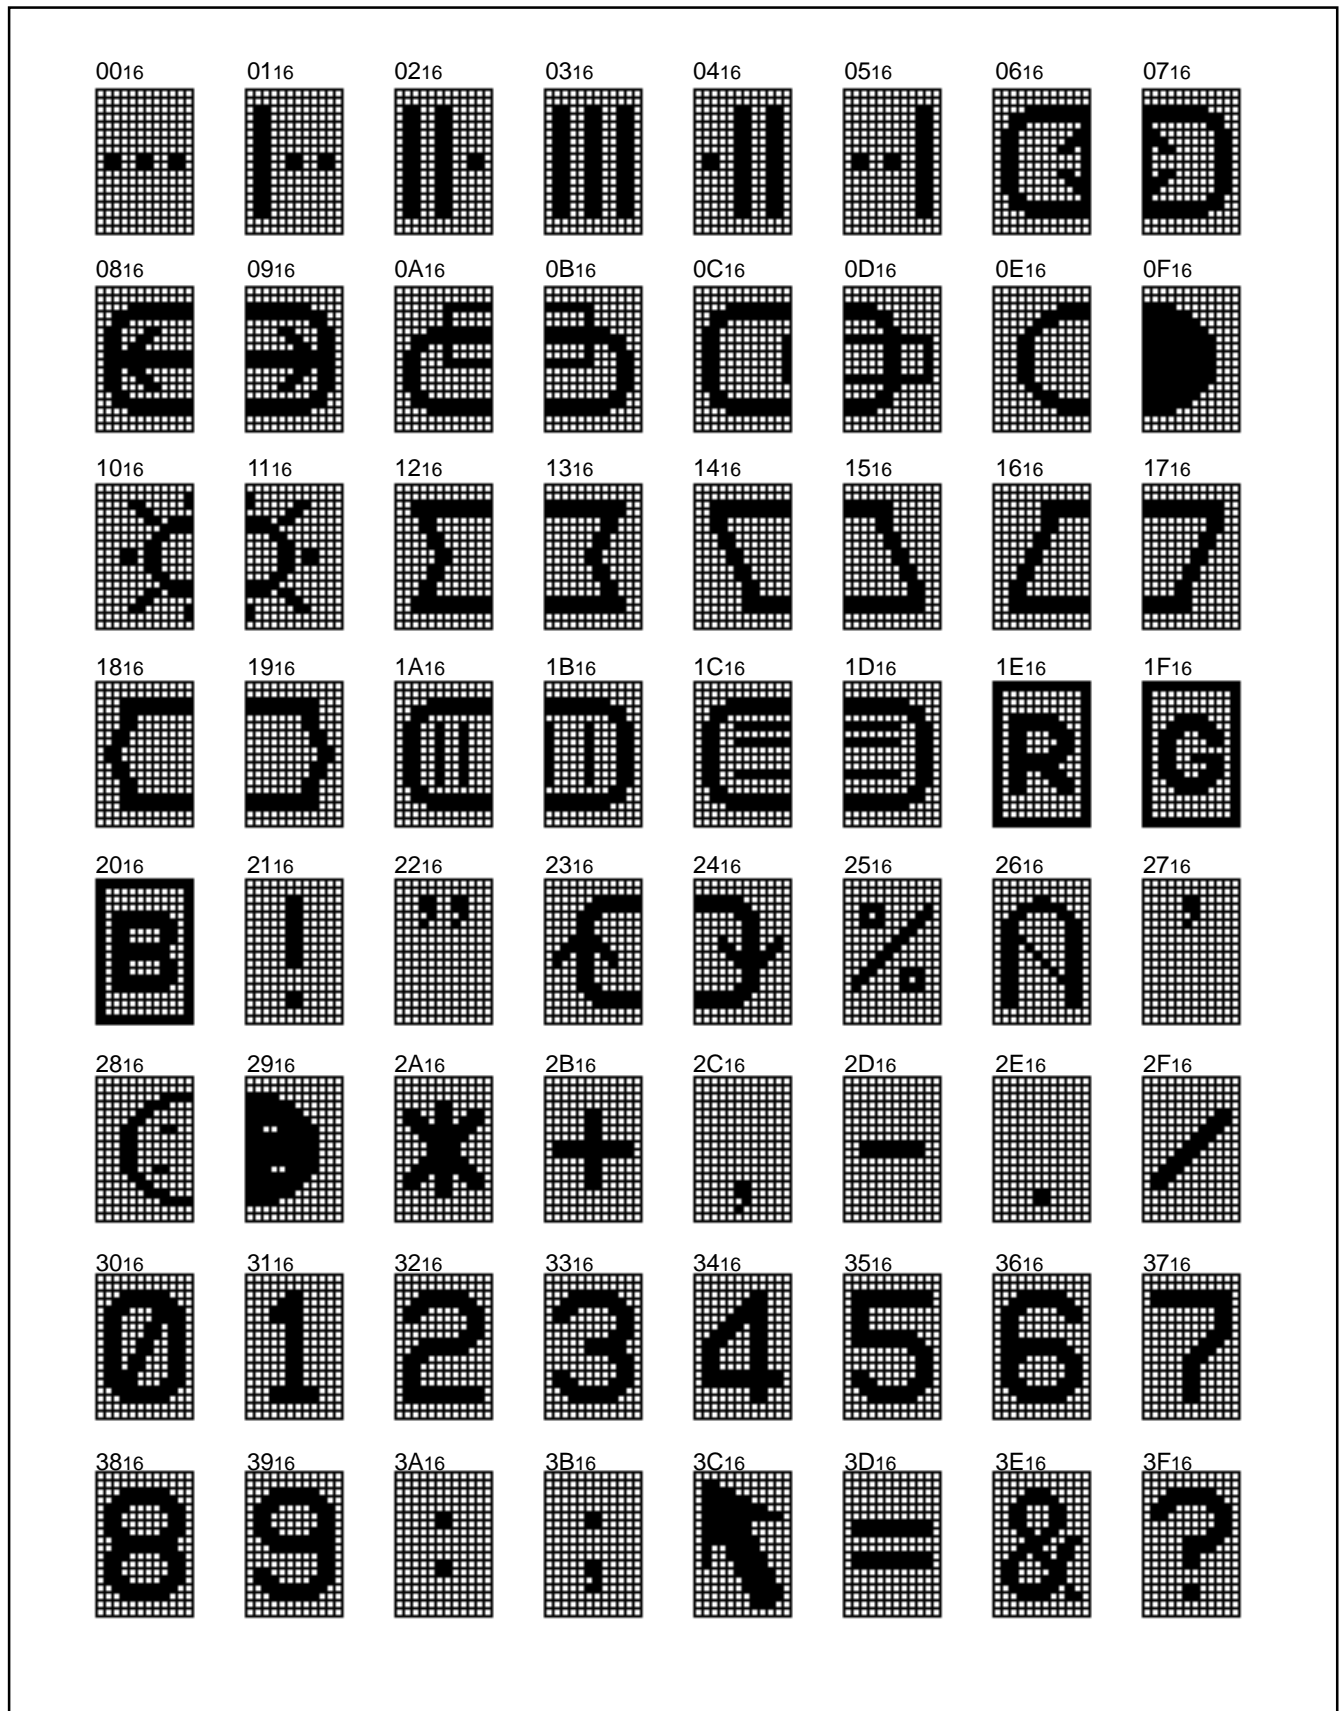 0016 0116 0216 0316 0416 0516 0616 0716
0816 0916 0A16 0B16 0C16 0D16 0E16 0F16
1016 1116 1216 1316 1416 1516 1616 1716
1816 1916 1A16 1B16 1C16 1D16 1E16 1F16
R G
2016 2116 2216 2316 2416 2516 2616 2716
B ! " % '
2816 2916 2A16 2B16 2C16 2D16 2E16 2F16
* + , - . /
3016 3116 3216 3316 3416 3516 3616 3716
0 1 2 3 4 5 6 7
3816 3916 3A16 3B16 3C16 3D16 3E16 3F16
8 9 : ; = & ?